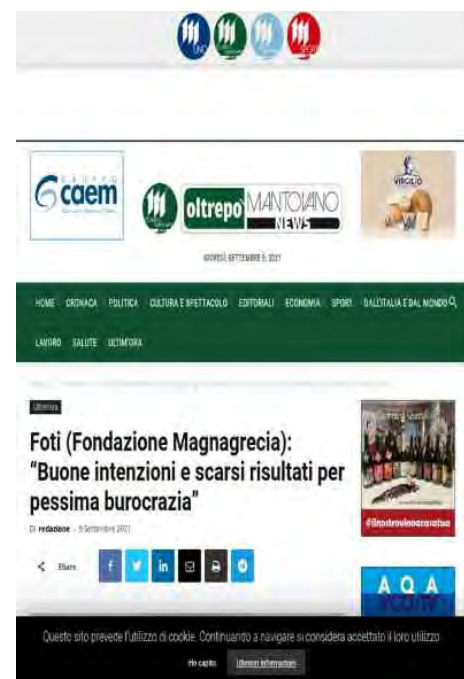 caem
oltrepo MANTOVANO
NEWS
VIRGILIO
GIOVEDÌ, SETTEMBRE 9, 2021
HOME CRONACA POLITICA CULTURA E SPETTACOLO EDITORIALI ECONOMIA SPORT DALL'ITALIA E DAL MONDO
LAVORO SALUTE ULTIM'ORA
Foti (Fondazione Magnagrecia):
“Buone intenzioni e scarsi risultati per
pessima burocrazia”
Di redazione - 9 Settembre 2021
Share
AQA
Questo sito prevede l'utilizzo di cookie. Continuando a navigare si considera accettato il loro utilizzo
Ho capito Ulteriori informazioni